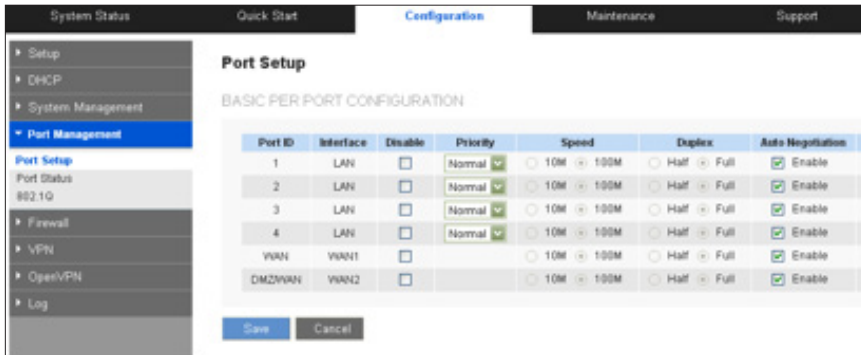 System Status Quick Start Configuration Maintenance Support
Setup
DHCP
System Management
Port Management
Port Setup
Port Status
802.1Q
Firewall
VPN
OpenVPN
Log
Port Setup
BASIC PER PORT CONFIGURATION
Port ID Interface Disable Priority Speed Duplex Auto Negotiation
1 LAN Normal 10M 100M Half Full Enable
2 LAN Normal 10M 100M Half Full Enable
3 LAN Normal 10M 100M Half Full Enable
4 LAN Normal 10M 100M Half Full Enable
WAN WAN1 10M 100M Half Full Enable
DMZ/WAN WAN2 10M 100M Half Full Enable
Save Cancel